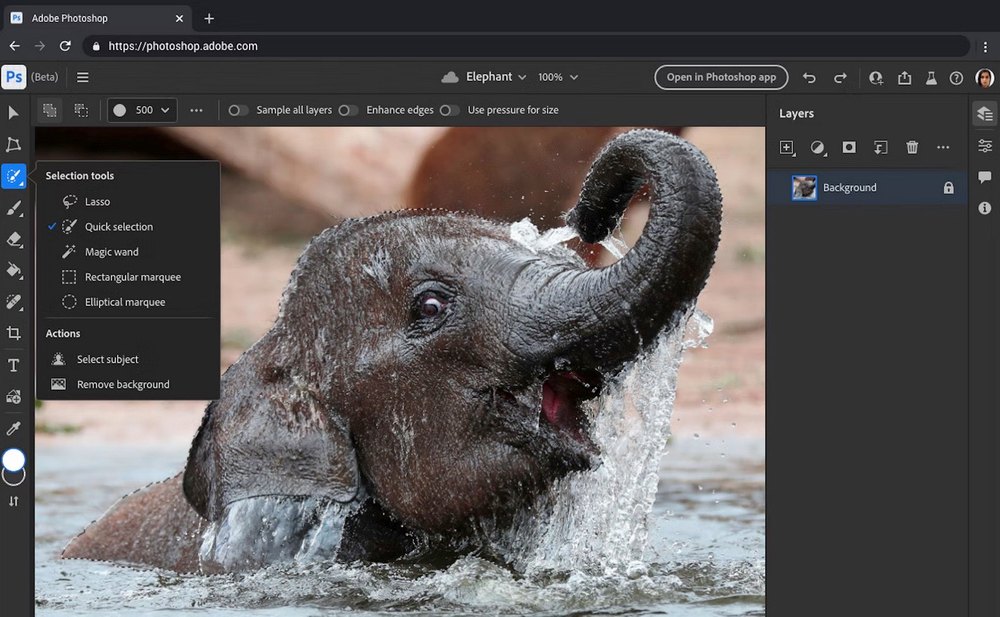 Ps Adobe Photoshop
https://photoshop.adobe.com
Ps (Beta) Elephant 100% Open in Photoshop app
500 Sample all layers Enhance edges Use pressure for size
Layers
Background
Selection tools
Lasso
Quick selection
Magic wand
Rectangular marquee
Elliptical marquee
Actions
Select subject
Remove background